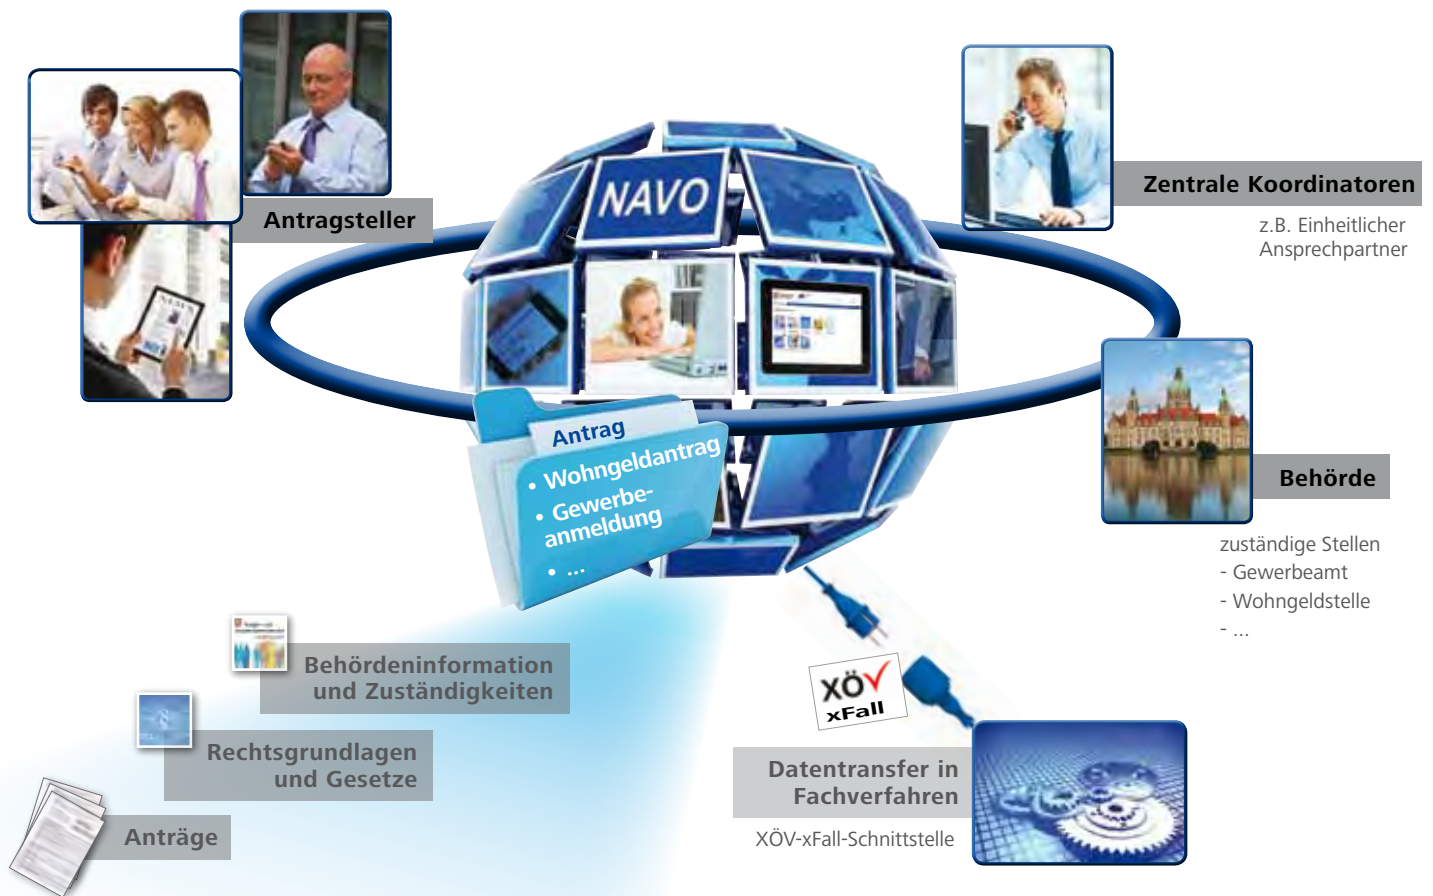 Antragsteller
NAVO
NAVO
Zentrale Koordinatoren
z.B. Einheitlicher
Ansprechpartner
Behörde
zuständige Stellen
- Gewerbeamt
- Wohngeldstelle
- ...
Antrag
• Wohngeldantrag
• Gewerbe-
anmeldung
• ...
Behördeninformation
und Zuständigkeiten
Rechtsgrundlagen
und Gesetze
Anträge
XÖV
xFall
Datentransfer in
Fachverfahren
XÖV-xFall-Schnittstelle